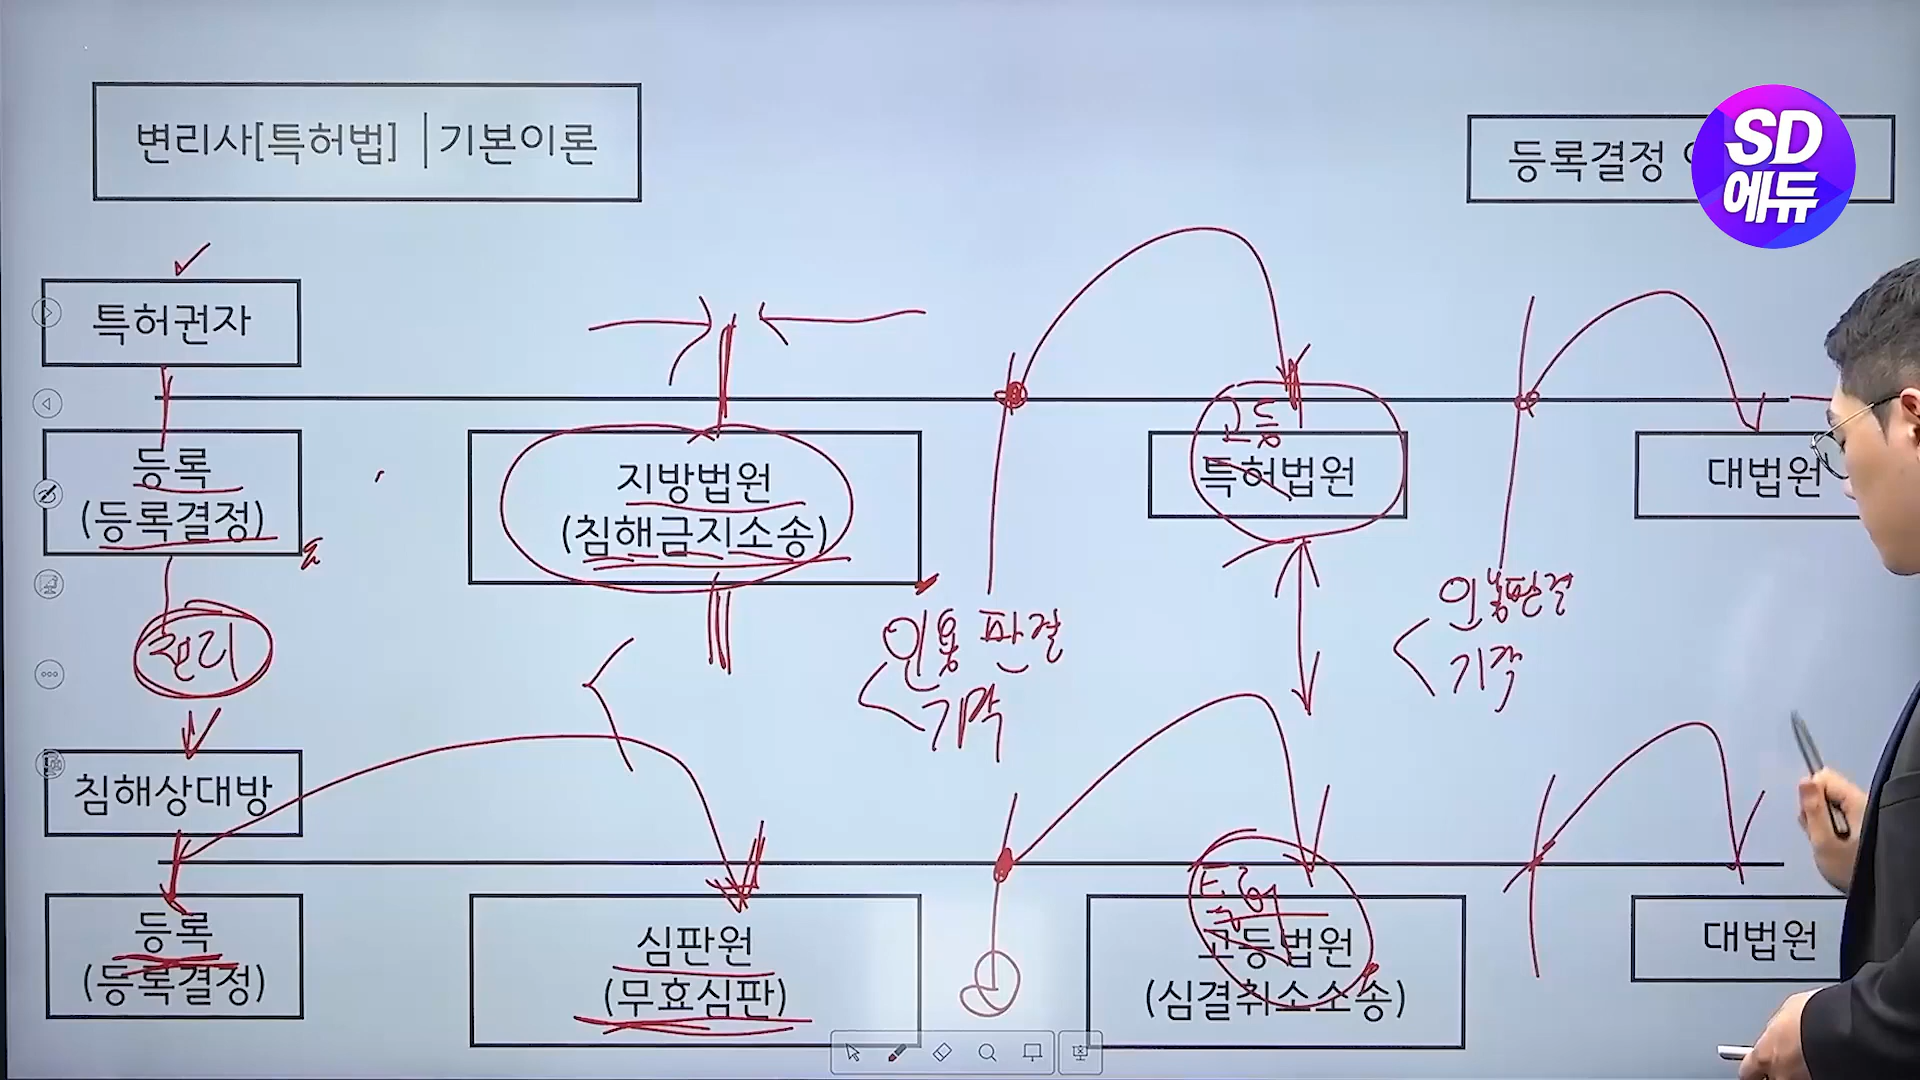 변리사[특허법] | 기본이론
등록결정
SD
에듀
특허권자
등록
(등록결정)
지방법원
(침해금지소송)
고등
특허법원
대법원
권리
인용판결
기각
인용판결
기각
침해상대방
등록
(등록결정)
심판원
(무효심판)
특허
고등법원
(심결취소소송)
대법원